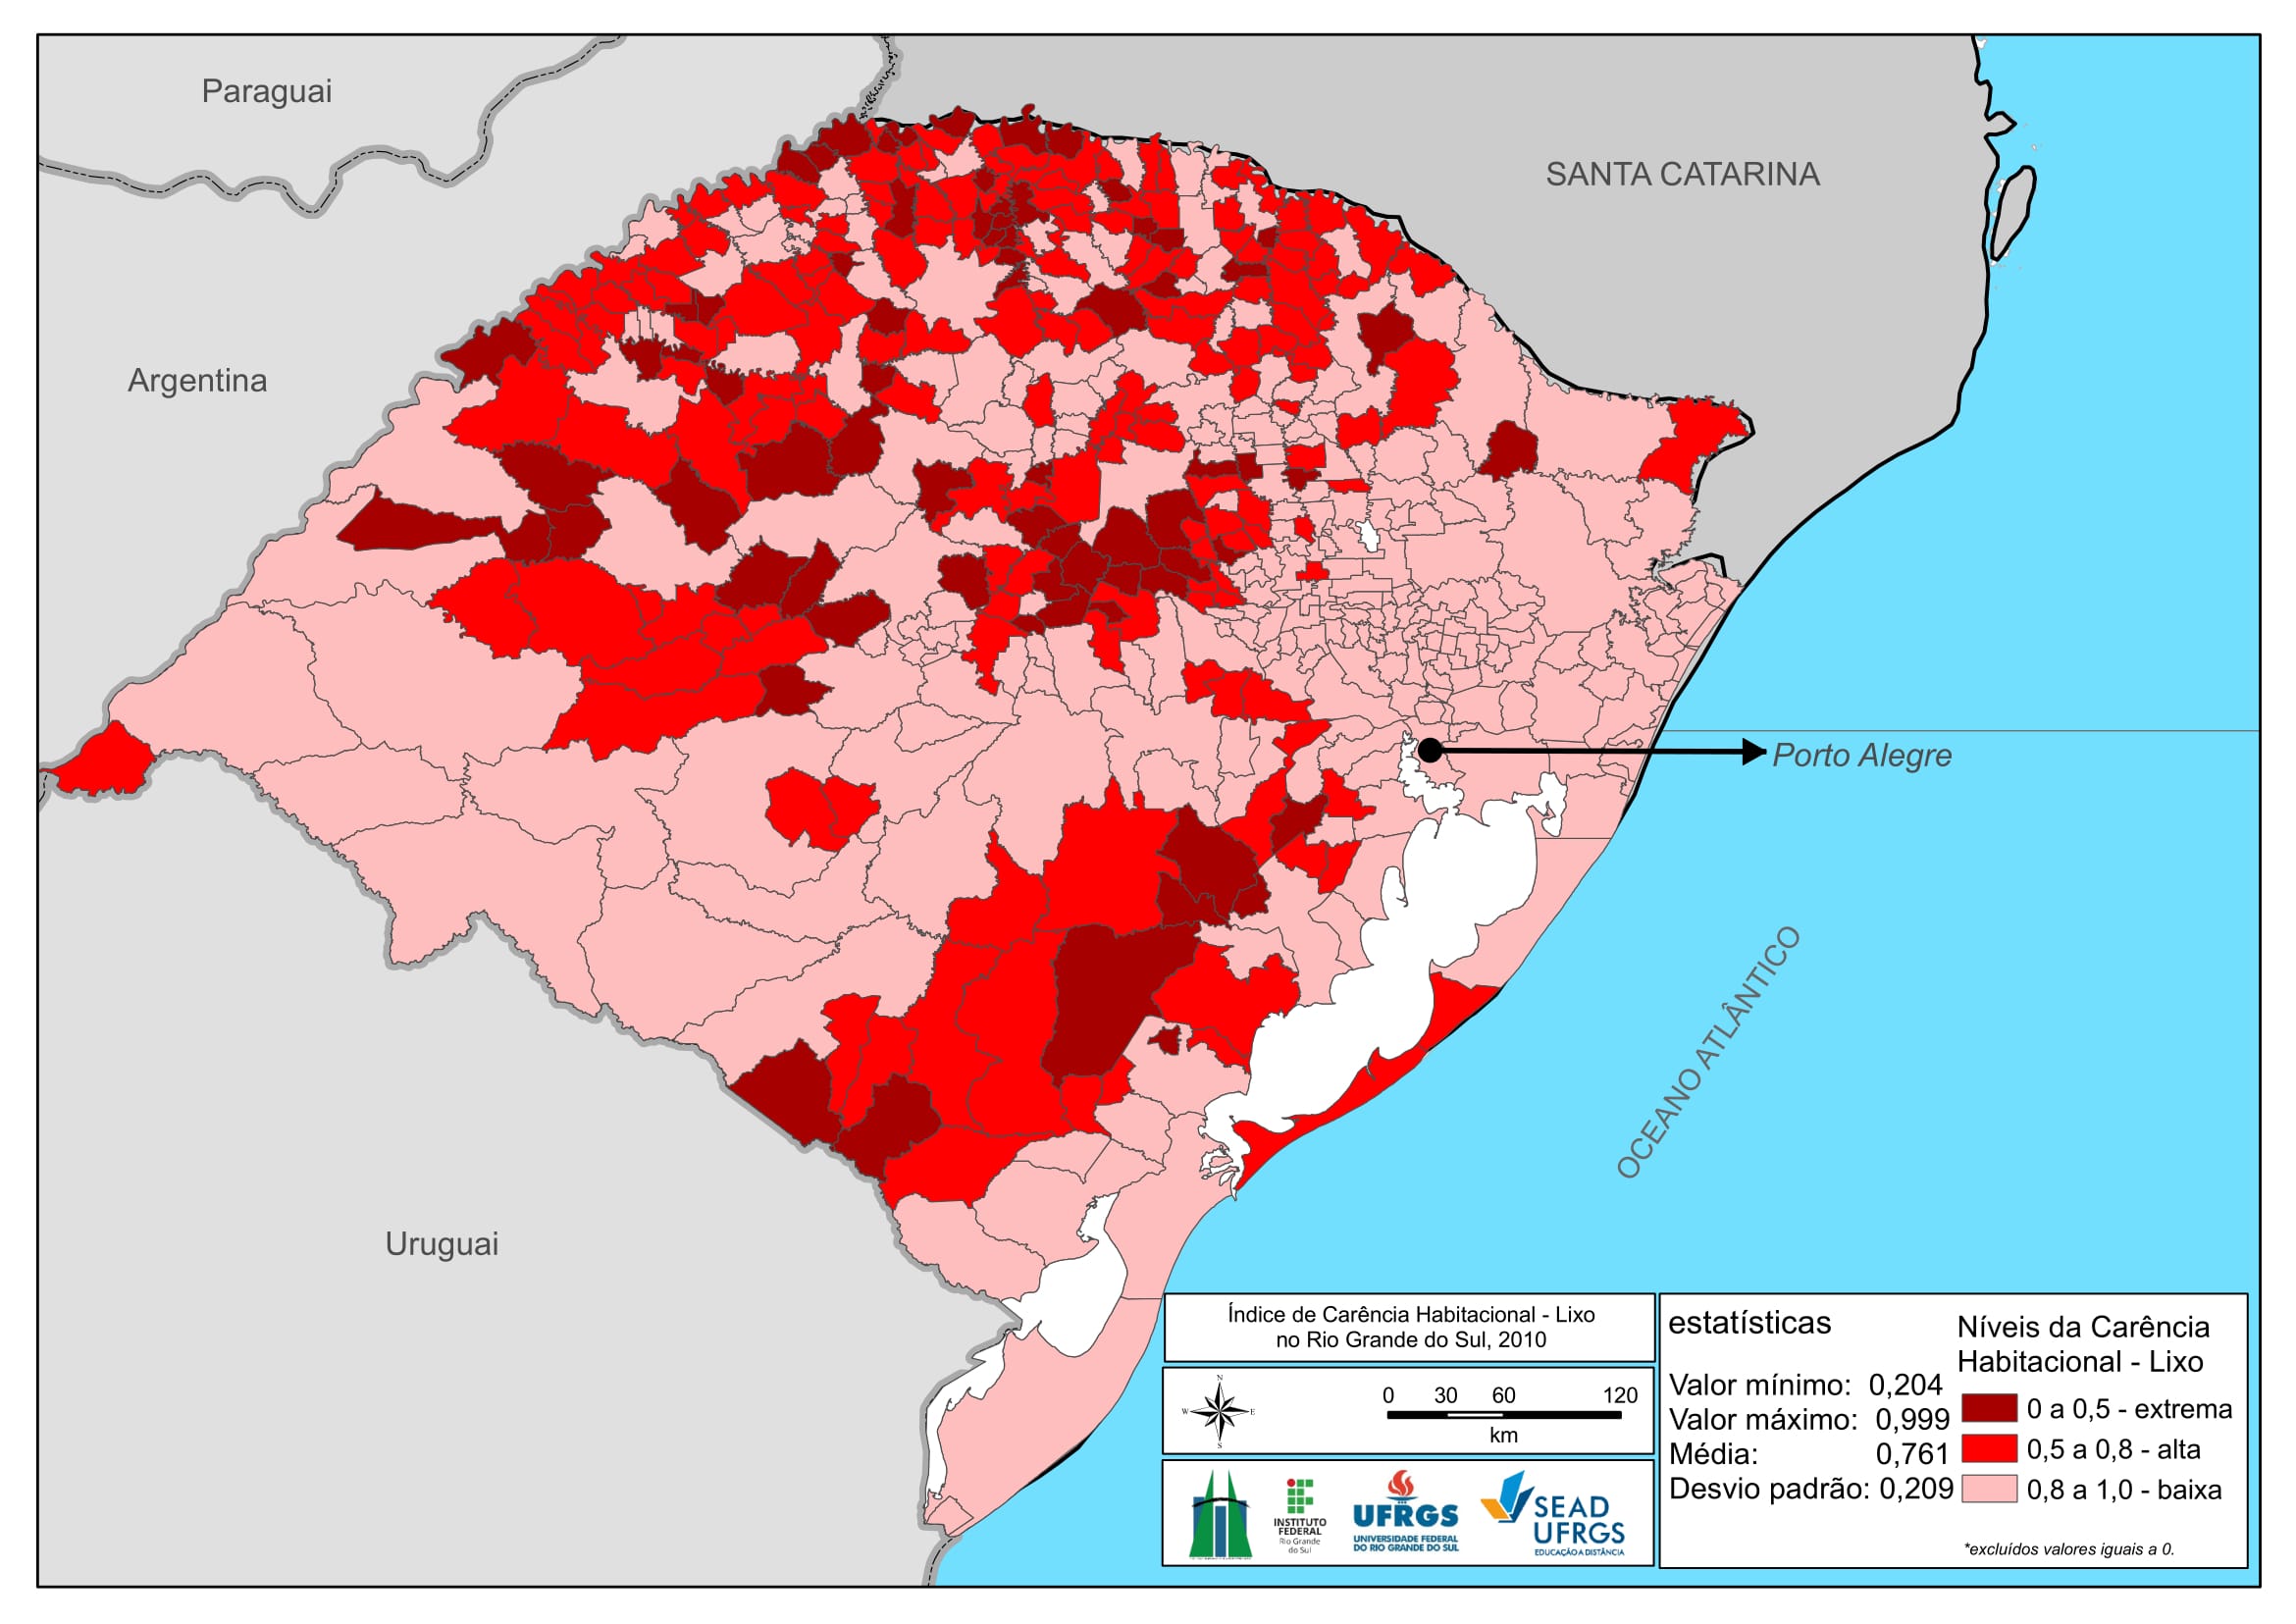 Paraguai
SANTA CATARINA
Argentina
Porto Alegre
OCEANO ATLÂNTICO
Uruguai
Índice de Carência Habitacional - Lixo
no Rio Grande do Sul, 2010
N
W E
S
0 30 60 120
km
INSTITUTO
FEDERAL
Rio Grande
do Sul
UFRGS
UNIVERSIDADE FEDERAL
DO RIO GRANDE DO SUL
SEAD
UFRGS
EDUCAÇÃO A DISTÂNCIA
estatísticas
Valor mínimo: 0,204
Valor máximo: 0,999
Média: 0,761
Desvio padrão: 0,209
Níveis da Carência
Habitacional - Lixo
0 a 0,5 - extrema
0,5 a 0,8 - alta
0,8 a 1,0 - baixa
*excluídos valores iguais a 0.